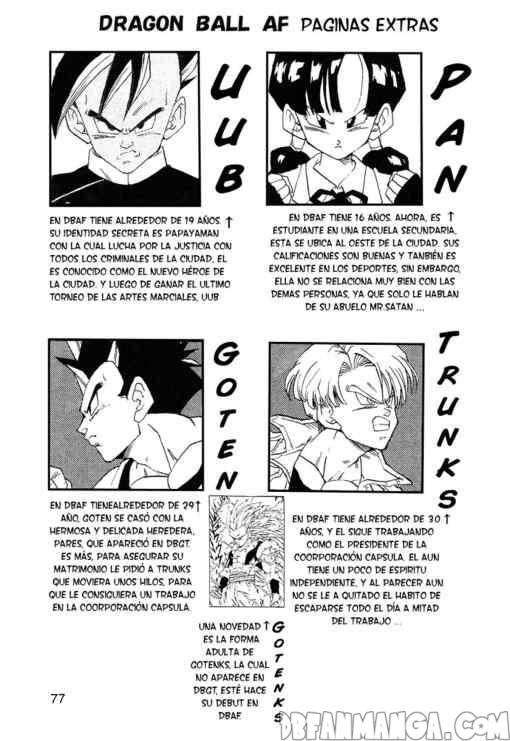 DRAGON BALL AF PAGINAS EXTRAS
UUB
PAN
EN DBAF TIENE ALREDEDOR DE 19 AÑOS. ↑
SU IDENTIDAD SECRETA ES PAPAYAMAN
CON LA CUAL LUCHA POR LA JUSTICIA CON
TODOS LOS CRIMINALES DE LA CIUDAD, EL
ES CONOCIDO COMO EL NUEVO HÉROE DE
LA CIUDAD. Y LUEGO DE GANAR EL ULTIMO
TORNEO DE LAS ARTES MARCIALES, UUB
EN DBAF TIENE 16 AÑOS. AHORA, ES ↑
ESTUDIANTE EN UNA ESCUELA SECUNDARIA,
ESTA SE UBICA AL OESTE DE LA CIUDAD. SUS
CALIFICACIONES SON BUENAS Y TANBIÉN ES
EXCELENTE EN LOS DEPORTES, SIN EMBARGO,
ELLA NO SE RELACIONA MUY BIEN CON LAS
DEMAS PERSONAS, YA QUE SOLO LE HABLAN
DE SU ABUELO MR.SATAN ...
GOTEN
TRUNKS
EN DBAF TIENEALREDEDOR DE 29 ↑
AÑO, GOTEN SE CASÓ CON LA
HERMOSA Y DELICADA HEREDERA,
PARES, QUE APARECIÓ EN DBGT.
ES MÁS, PARA ASEGURAR SU
MATRIMONIO LE PIDIÓ A TRUNKS
QUE MOVIERA UNOS HILOS, PARA
QUE LE CONSIGUIERA UN TRABAJO
EN LA COORPORACIÓN CAPSULA.
EN DBAF TIENE ALREDEDOR DE 30 ↑
AÑOS, Y EL SIGUE TRABAJANDO
COMO EL PRESIDENTE DE LA
COORPORACIÓN CAPSULA. EL AUN
TIENE UN POCO DE ESPIRITU
INDEPENDIENTE, Y AL PARECER AUN
NO SE LE A QUITADO EL HABITO DE
ESCAPARSE TODO EL DÍA A MITAD
DEL TRABAJO ...
UNA NOVEDAD ↑
ES LA FORMA
ADULTA DE
GOTENKS, LA CUAL
NO APARECE EN
DBGT, ESTÉ HACE
SU DEBUT EN
DBAF.
GOTENKS
77
DBFANMANGA.COM